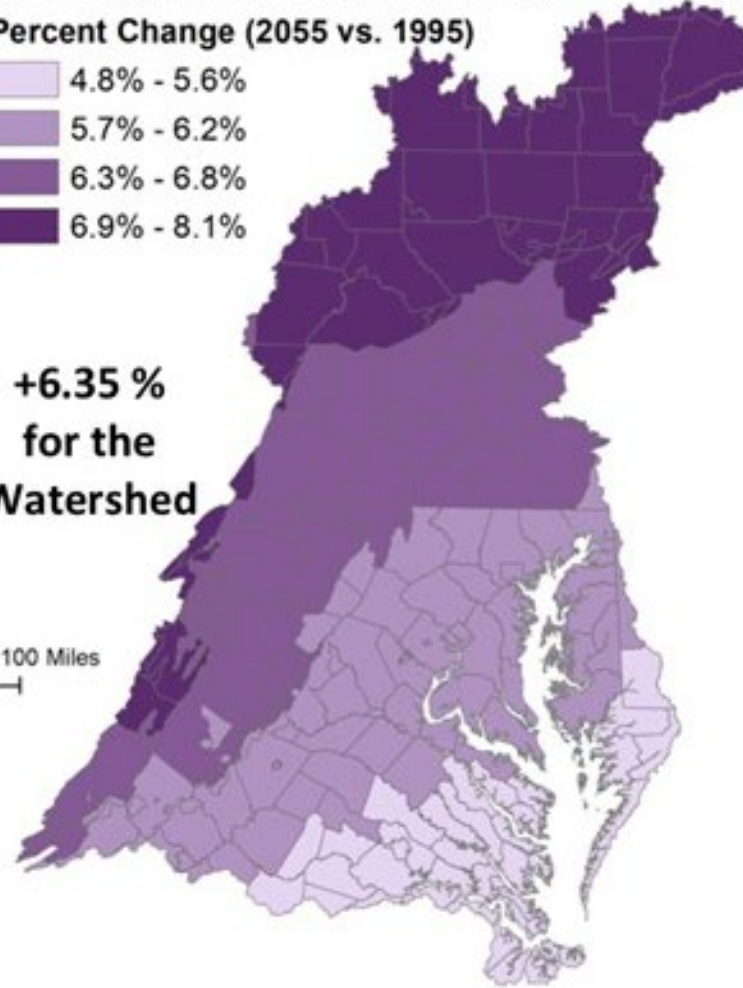 Percent Change (2055 vs. 1995)
4.8% - 5.6%
5.7% - 6.2%
6.3% - 6.8%
6.9% - 8.1%
+6.35 %
for the
Watershed
100 Miles